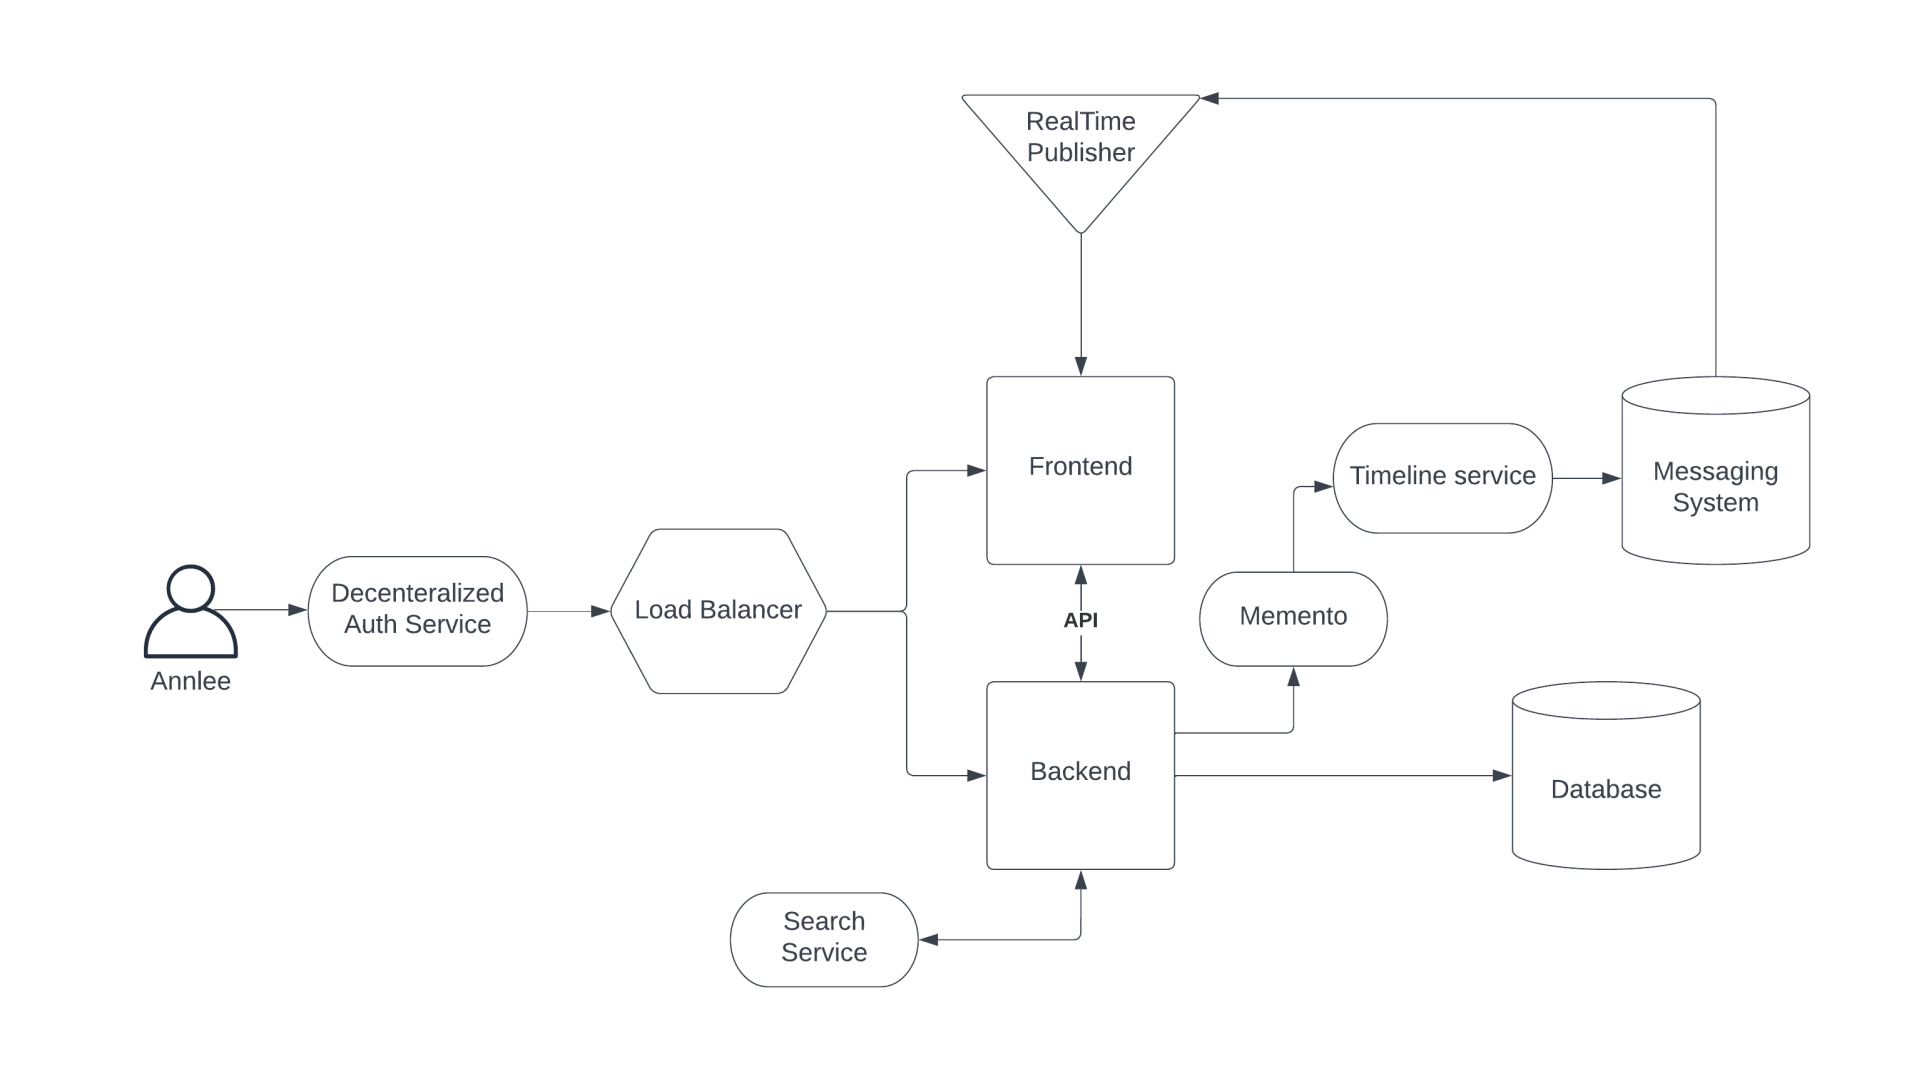 RealTime
Publisher
Frontend
Timeline service
Messaging
System
Decenteralized
Auth Service
Load Balancer
API
Memento
Annlee
Backend
Database
Search
Service